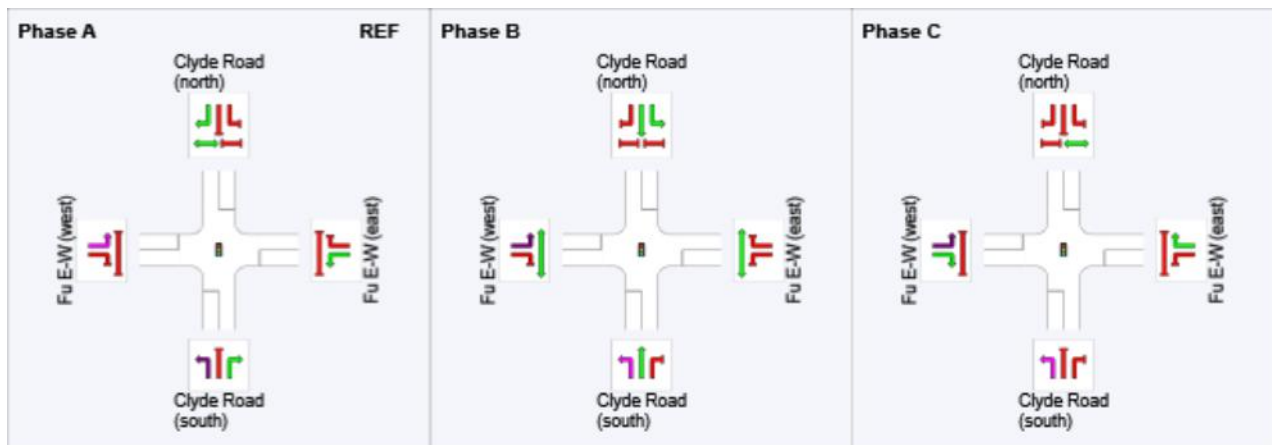 Phase A
REF
Clyde Road
(north)
Fu E-W (west)
Fu E-W (east)
Clyde Road
(south)
Phase B
Clyde Road
(north)
Fu E-W (west)
Fu E-W (east)
Clyde Road
(south)
Phase C
Clyde Road
(north)
Fu E-W (west)
Fu E-W (east)
Clyde Road
(south)